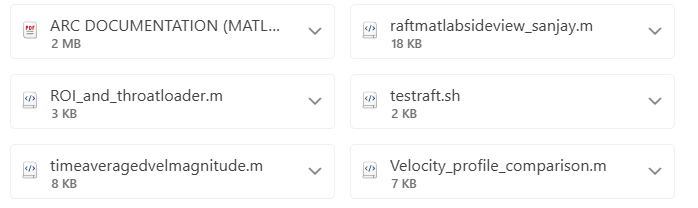 ARC DOCUMENTATION (MATL...
2 MB
raftmatlabsideview_sanjay.m
18 KB
ROI_and_throatloader.m
3 KB
testraft.sh
2 KB
timeaveragedvelmagnitude.m
8 KB
Velocity_profile_comparison.m
7 KB